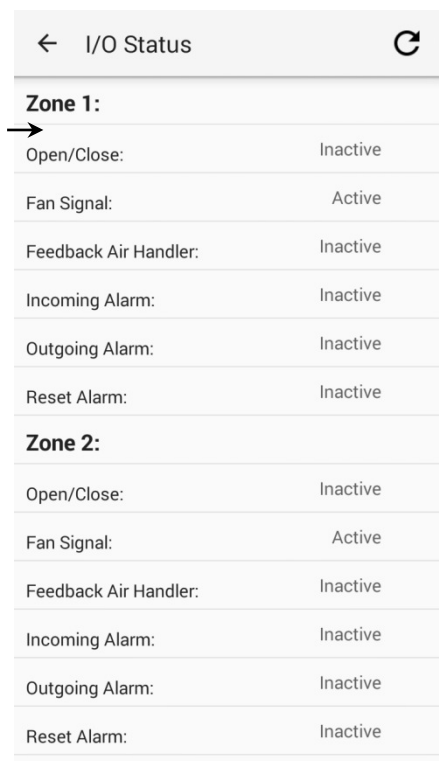 I/O Status
Zone 1:
Open/Close: Inactive
Fan Signal: Active
Feedback Air Handler: Inactive
Incoming Alarm: Inactive
Outgoing Alarm: Inactive
Reset Alarm: Inactive
Zone 2:
Open/Close: Inactive
Fan Signal: Active
Feedback Air Handler: Inactive
Incoming Alarm: Inactive
Outgoing Alarm: Inactive
Reset Alarm: Inactive